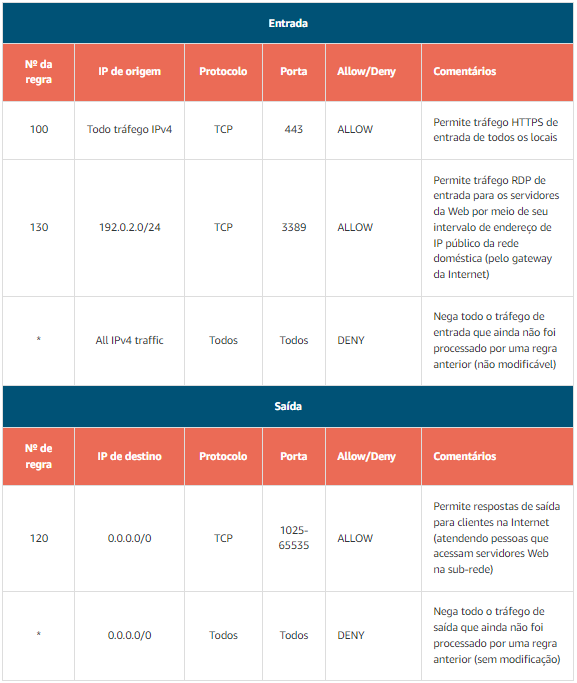 Entrada
Nº da regra | IP de origem | Protocolo | Porta | Allow/Deny | Comentários
100 | Todo tráfego IPv4 | TCP | 443 | ALLOW | Permite tráfego HTTPS de entrada de todos os locais
130 | 192.0.2.0/24 | TCP | 3389 | ALLOW | Permite tráfego RDP de entrada para os servidores da Web por meio de seu intervalo de endereço de IP público da rede doméstica (pelo gateway da Internet)
* | All IPv4 traffic | Todos | Todos | DENY | Nega todo o tráfego de entrada que ainda não foi processado por uma regra anterior (não modificável)
Saída
Nº de regra | IP de destino | Protocolo | Porta | Allow/Deny | Comentários
120 | 0.0.0.0/0 | TCP | 1025-65535 | ALLOW | Permite respostas de saída para clientes na Internet (atendendo pessoas que acessam servidores Web na sub-rede)
* | 0.0.0.0/0 | Todos | Todos | DENY | Nega todo o tráfego de saída que ainda não foi processado por uma regra anterior (sem modificação)